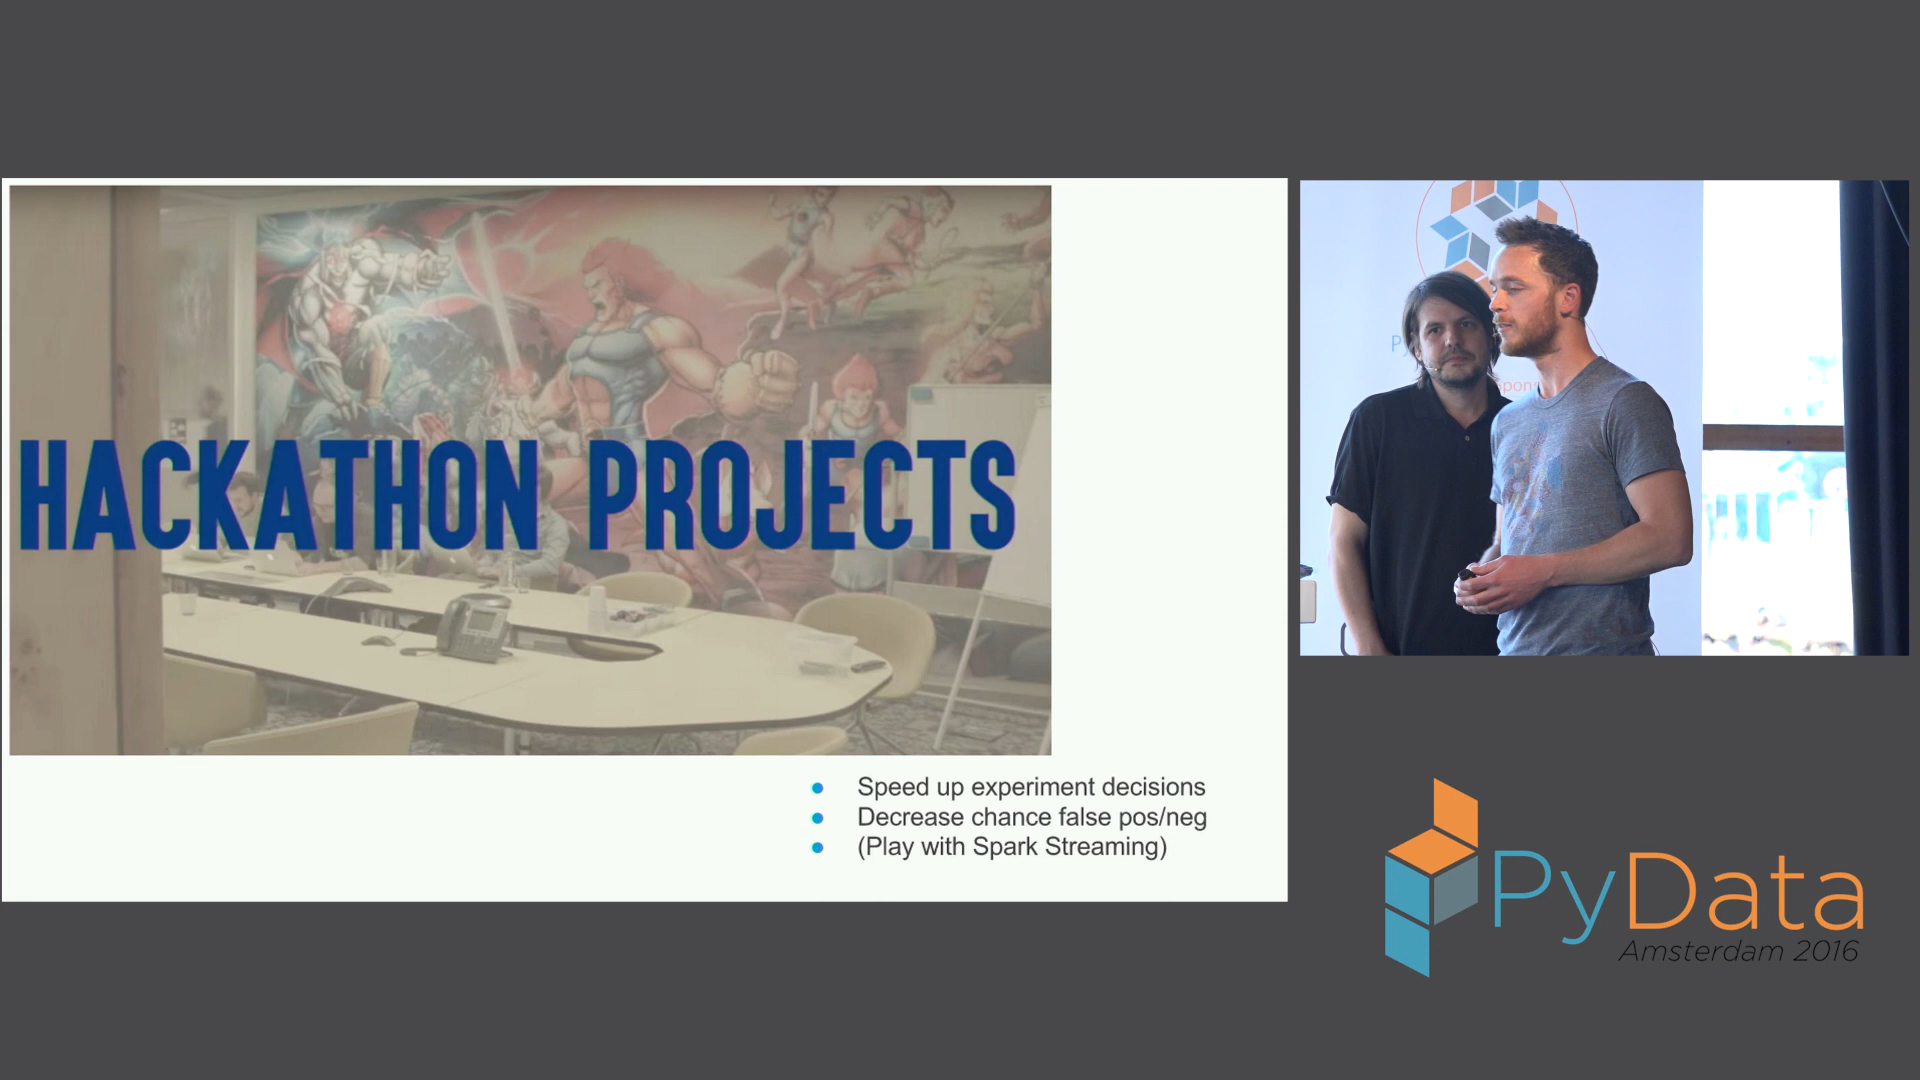 HACKATHON PROJECTS
Speed up experiment decisions
Decrease chance false pos/neg
(Play with Spark Streaming)
PyData
Amsterdam 2016